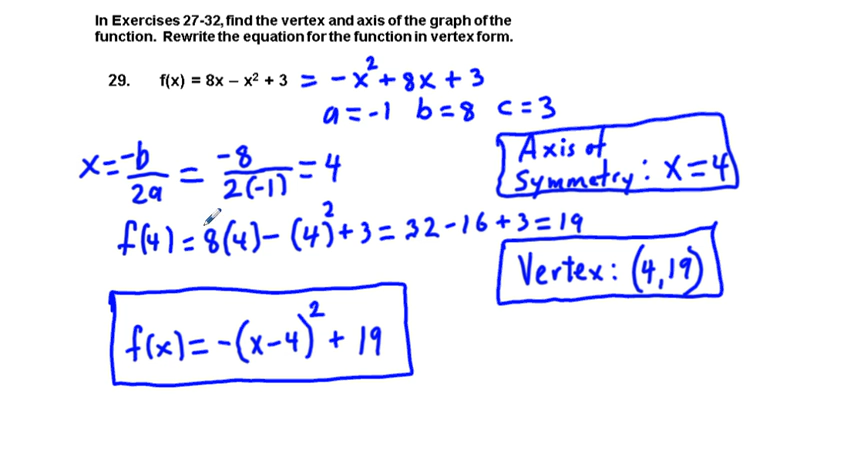 In Exercises 27-32, find the vertex and axis of the graph of the
function. Rewrite the equation for the function in vertex form.
29. f(x) = 8x – x² + 3 = -x² + 8x + 3
a = -1 b = 8 c = 3
x = -b/2a = -8/2(-1) = 4
Axis of
Symmetry: x = 4
f(4) = 8(4) - (4)² + 3 = 32 - 16 + 3 = 19
Vertex: (4,19)
f(x) = -(x-4)² + 19